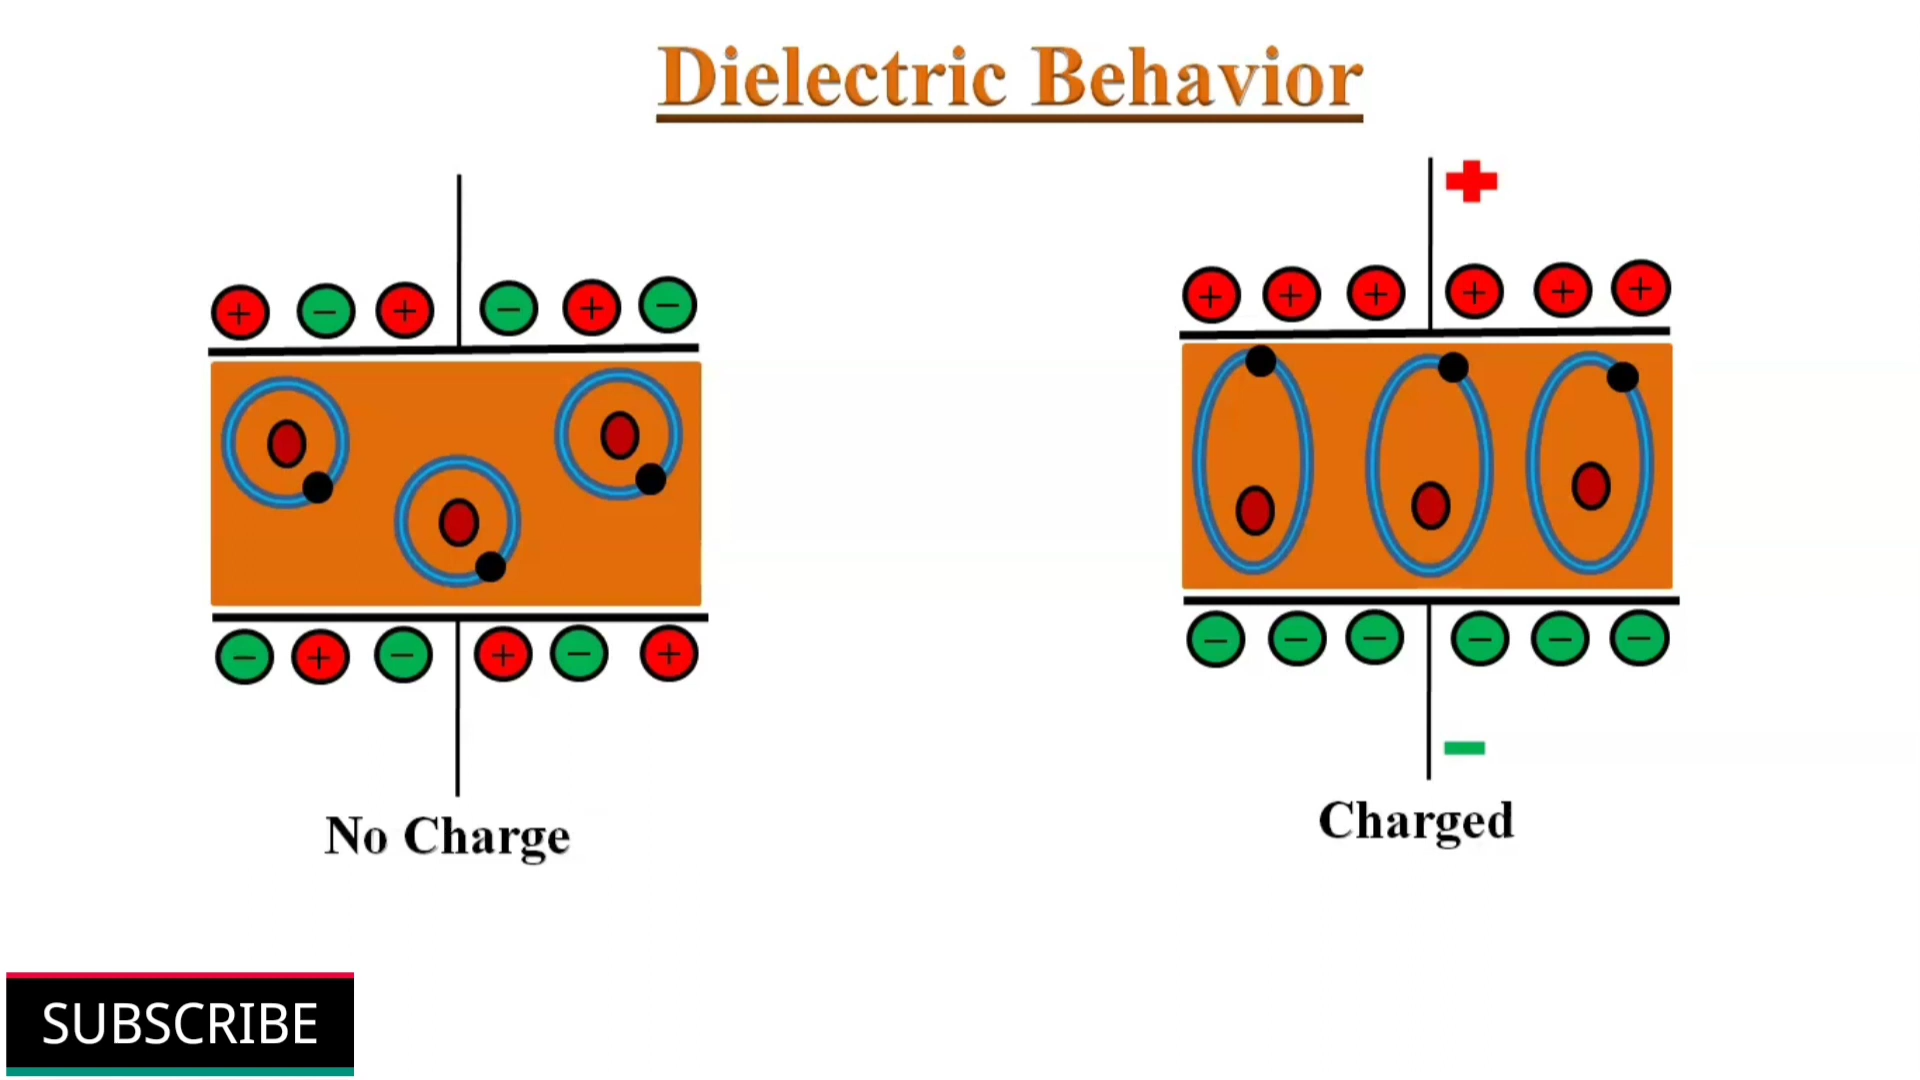 Dielectric Behavior
+ − + − + −
+ + + + + +
− + − + − +
− − − − − −
No Charge
Charged
SUBSCRIBE